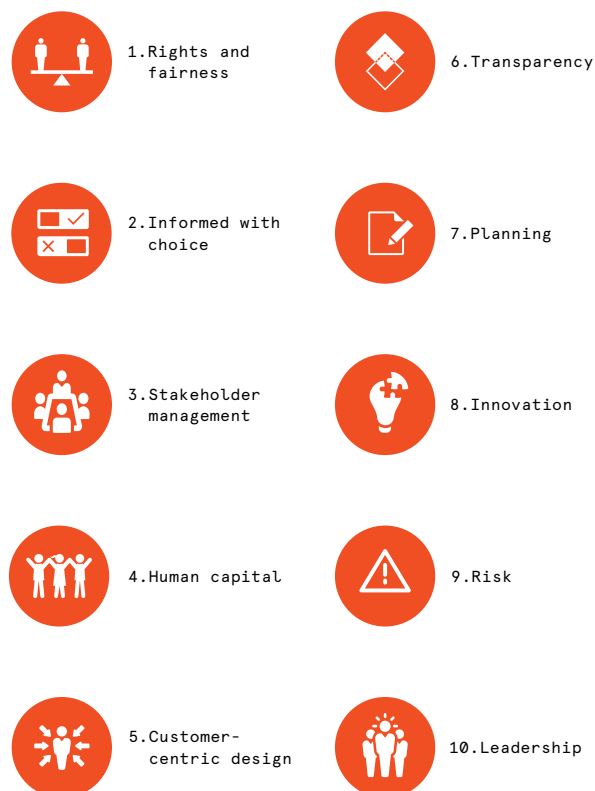 1.Rights and
fairness
2.Informed with
choice
3.Stakeholder
management
4.Human capital
5.Customer-
centric design
6.Transparency
7.Planning
8.Innovation
9.Risk
10.Leadership